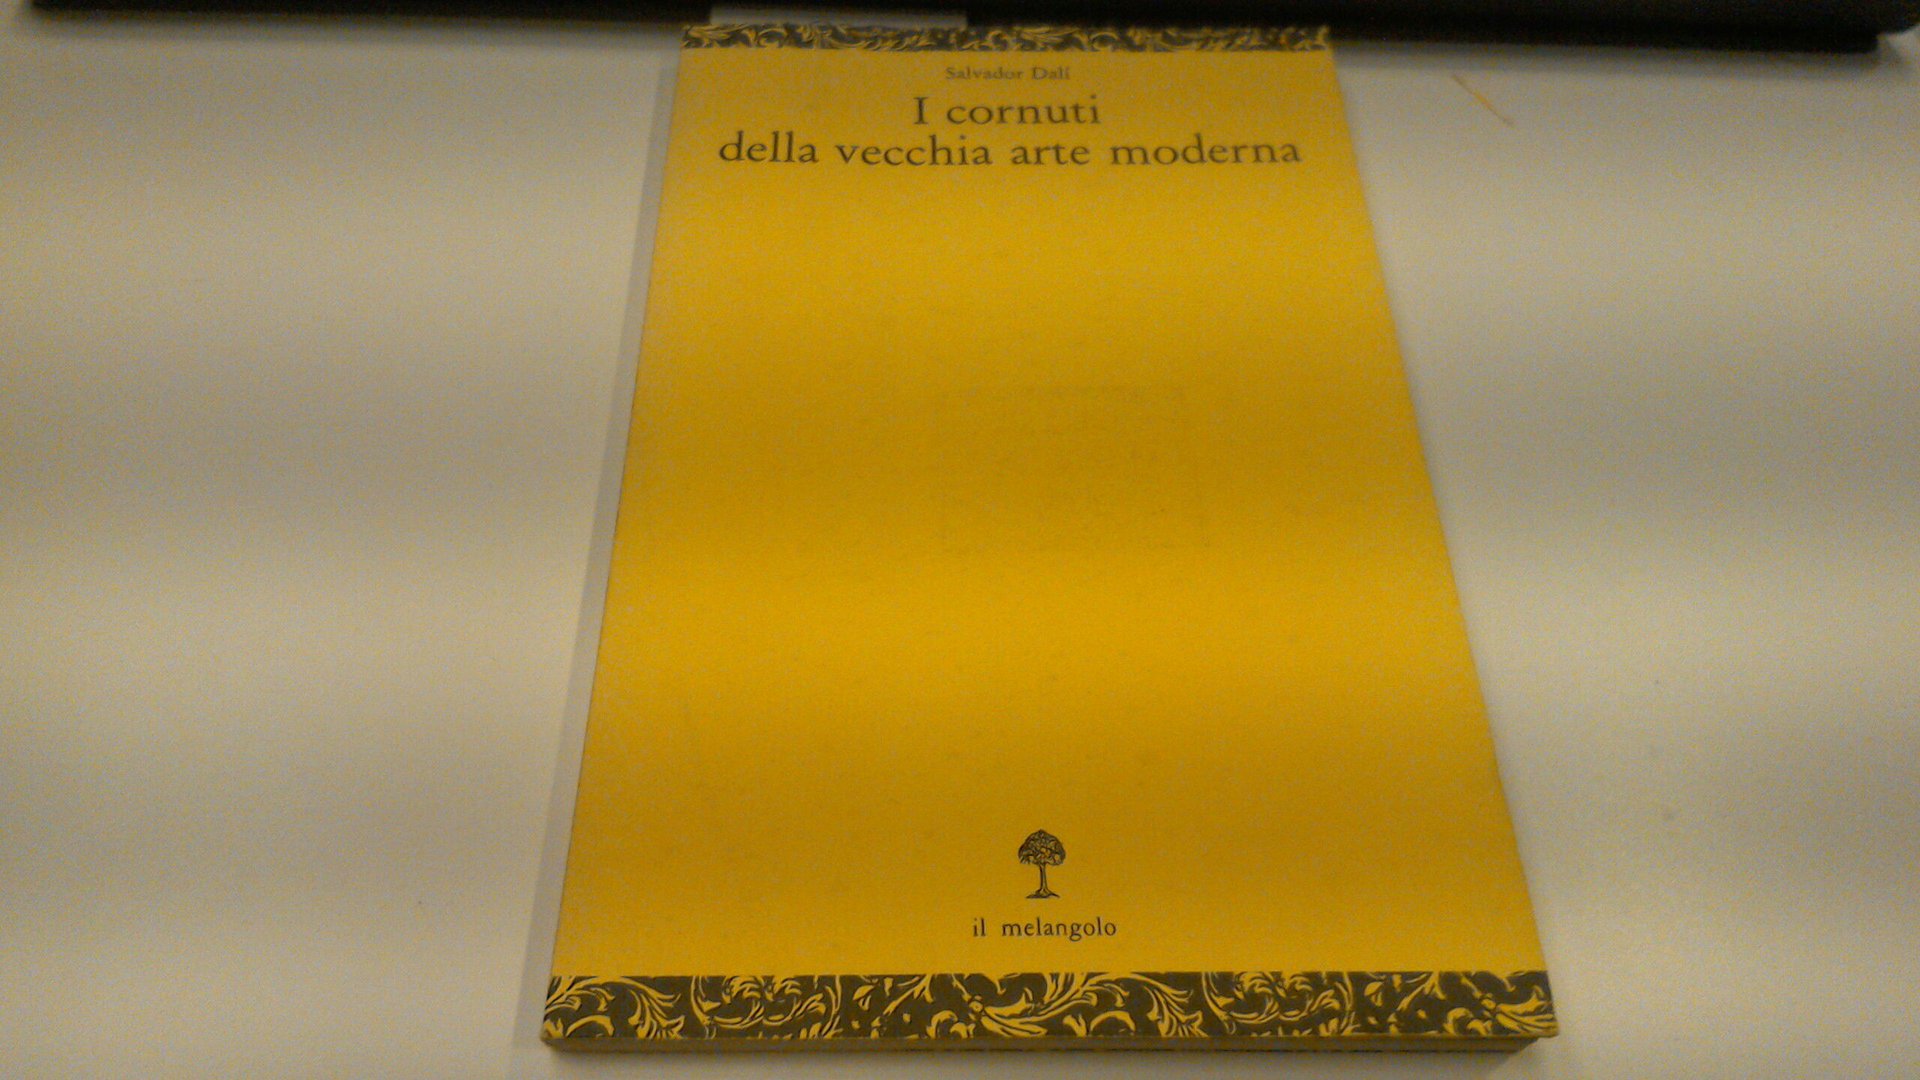 Salvador Dalí
I cornuti
della vecchia arte moderna
il melangolo